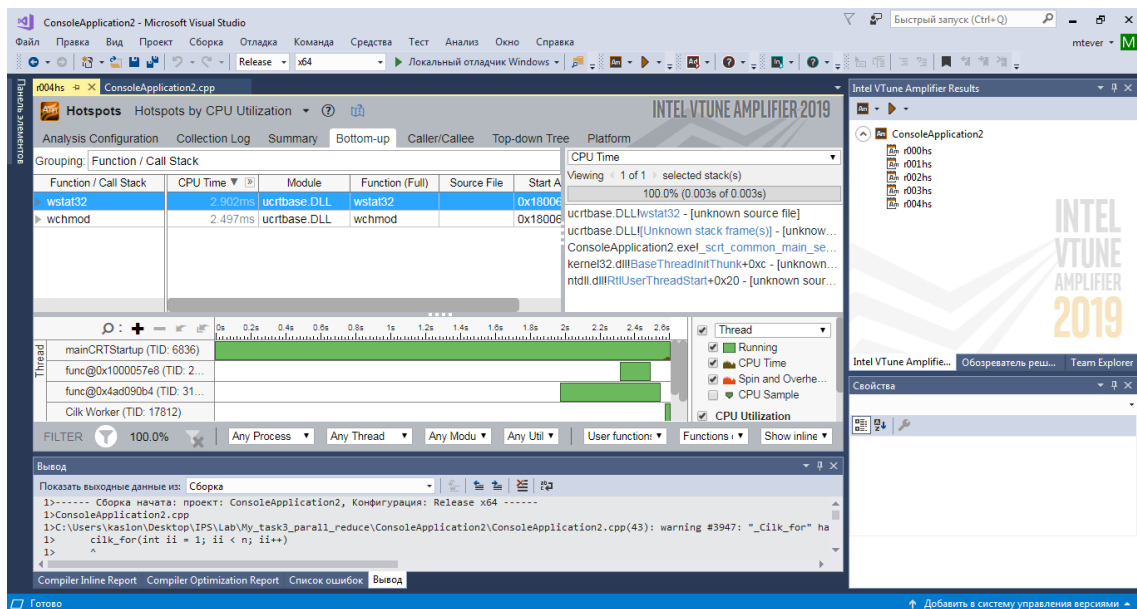 ConsoleApplication2 - Microsoft Visual Studio
Быстрый запуск (Ctrl+Q)
Файл Правка Вид Проект Сборка Отладка Команда Средства Тест Анализ Окно Справка
mtever M
Release x64 Локальный отладчик Windows
Панель элементов
r004hs ConsoleApplication2.cpp
Hotspots Hotspots by CPU Utilization
INTEL VTUNE AMPLIFIER 2019
Analysis Configuration Collection Log Summary Bottom-up Caller/Callee Top-down Tree Platform
Grouping: Function / Call Stack
Function / Call Stack CPU Time Module Function (Full) Source File Start A
wstat32 2.902ms ucrtbase.DLL wstat32 0x18006
wchmod 2.497ms ucrtbase.DLL wchmod 0x18006
CPU Time
Viewing 1 of 1 selected stack(s)
100.0% (0.003s of 0.003s)
ucrtbase.DLL!wstat32 - [unknown source file]
ucrtbase.DLL![Unknown stack frame(s)] - [unknow...
ConsoleApplication2.exe!_scrt_common_main_se...
kernel32.dll!BaseThreadInitThunk+0xc - [unknown...
ntdll.dll!RtlUserThreadStart+0x20 - [unknown sour...
0s 0.2s 0.4s 0.6s 0.8s 1s 1.2s 1.4s 1.6s 1.8s 2s 2.2s 2.4s 2.6s
Thread
mainCRTStartup (TID: 6836)
func@0x1000057e8 (TID: 2...
func@0x4ad090b4 (TID: 31...
Cilk Worker (TID: 17812)
Thread
Running
CPU Time
Spin and Overhe...
CPU Sample
CPU Utilization
FILTER 100.0% Any Process Any Thread Any Modu Any Util User function: Functions Show inline
Intel VTune Amplifier Results
ConsoleApplication2
r000hs
r001hs
r002hs
r003hs
r004hs
INTEL
VTUNE
AMPLIFIER
2019
Intel VTune Amplifie... Обозреватель реш... Team Explorer
Свойства
Вывод
Показать выходные данные из: Сборка
1>------ Сборка начата: проект: ConsoleApplication2, Конфигурация: Release x64 ------
1>ConsoleApplication2.cpp
1>C:\Users\kaslon\Desktop\IPS\Lab\My_task3_parall_reduce\ConsoleApplication2\ConsoleApplication2.cpp(43): warning #3947: "_Cilk_for" ha
1> cilk_for(int ii = 1; ii < n; ii++)
1> ^
Compiler Inline Report Compiler Optimization Report Список ошибок Вывод
Готово
Добавить в систему управления версиями